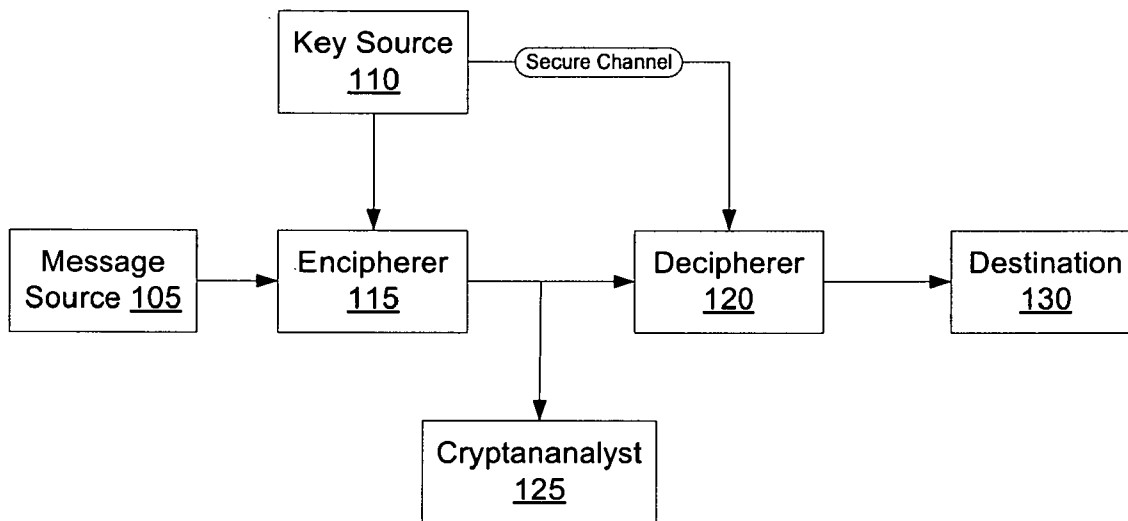 Key Source
110
Secure Channel
Message
Source 105
Encipherer
115
Decipherer
120
Destination
130
Cryptananalyst
125